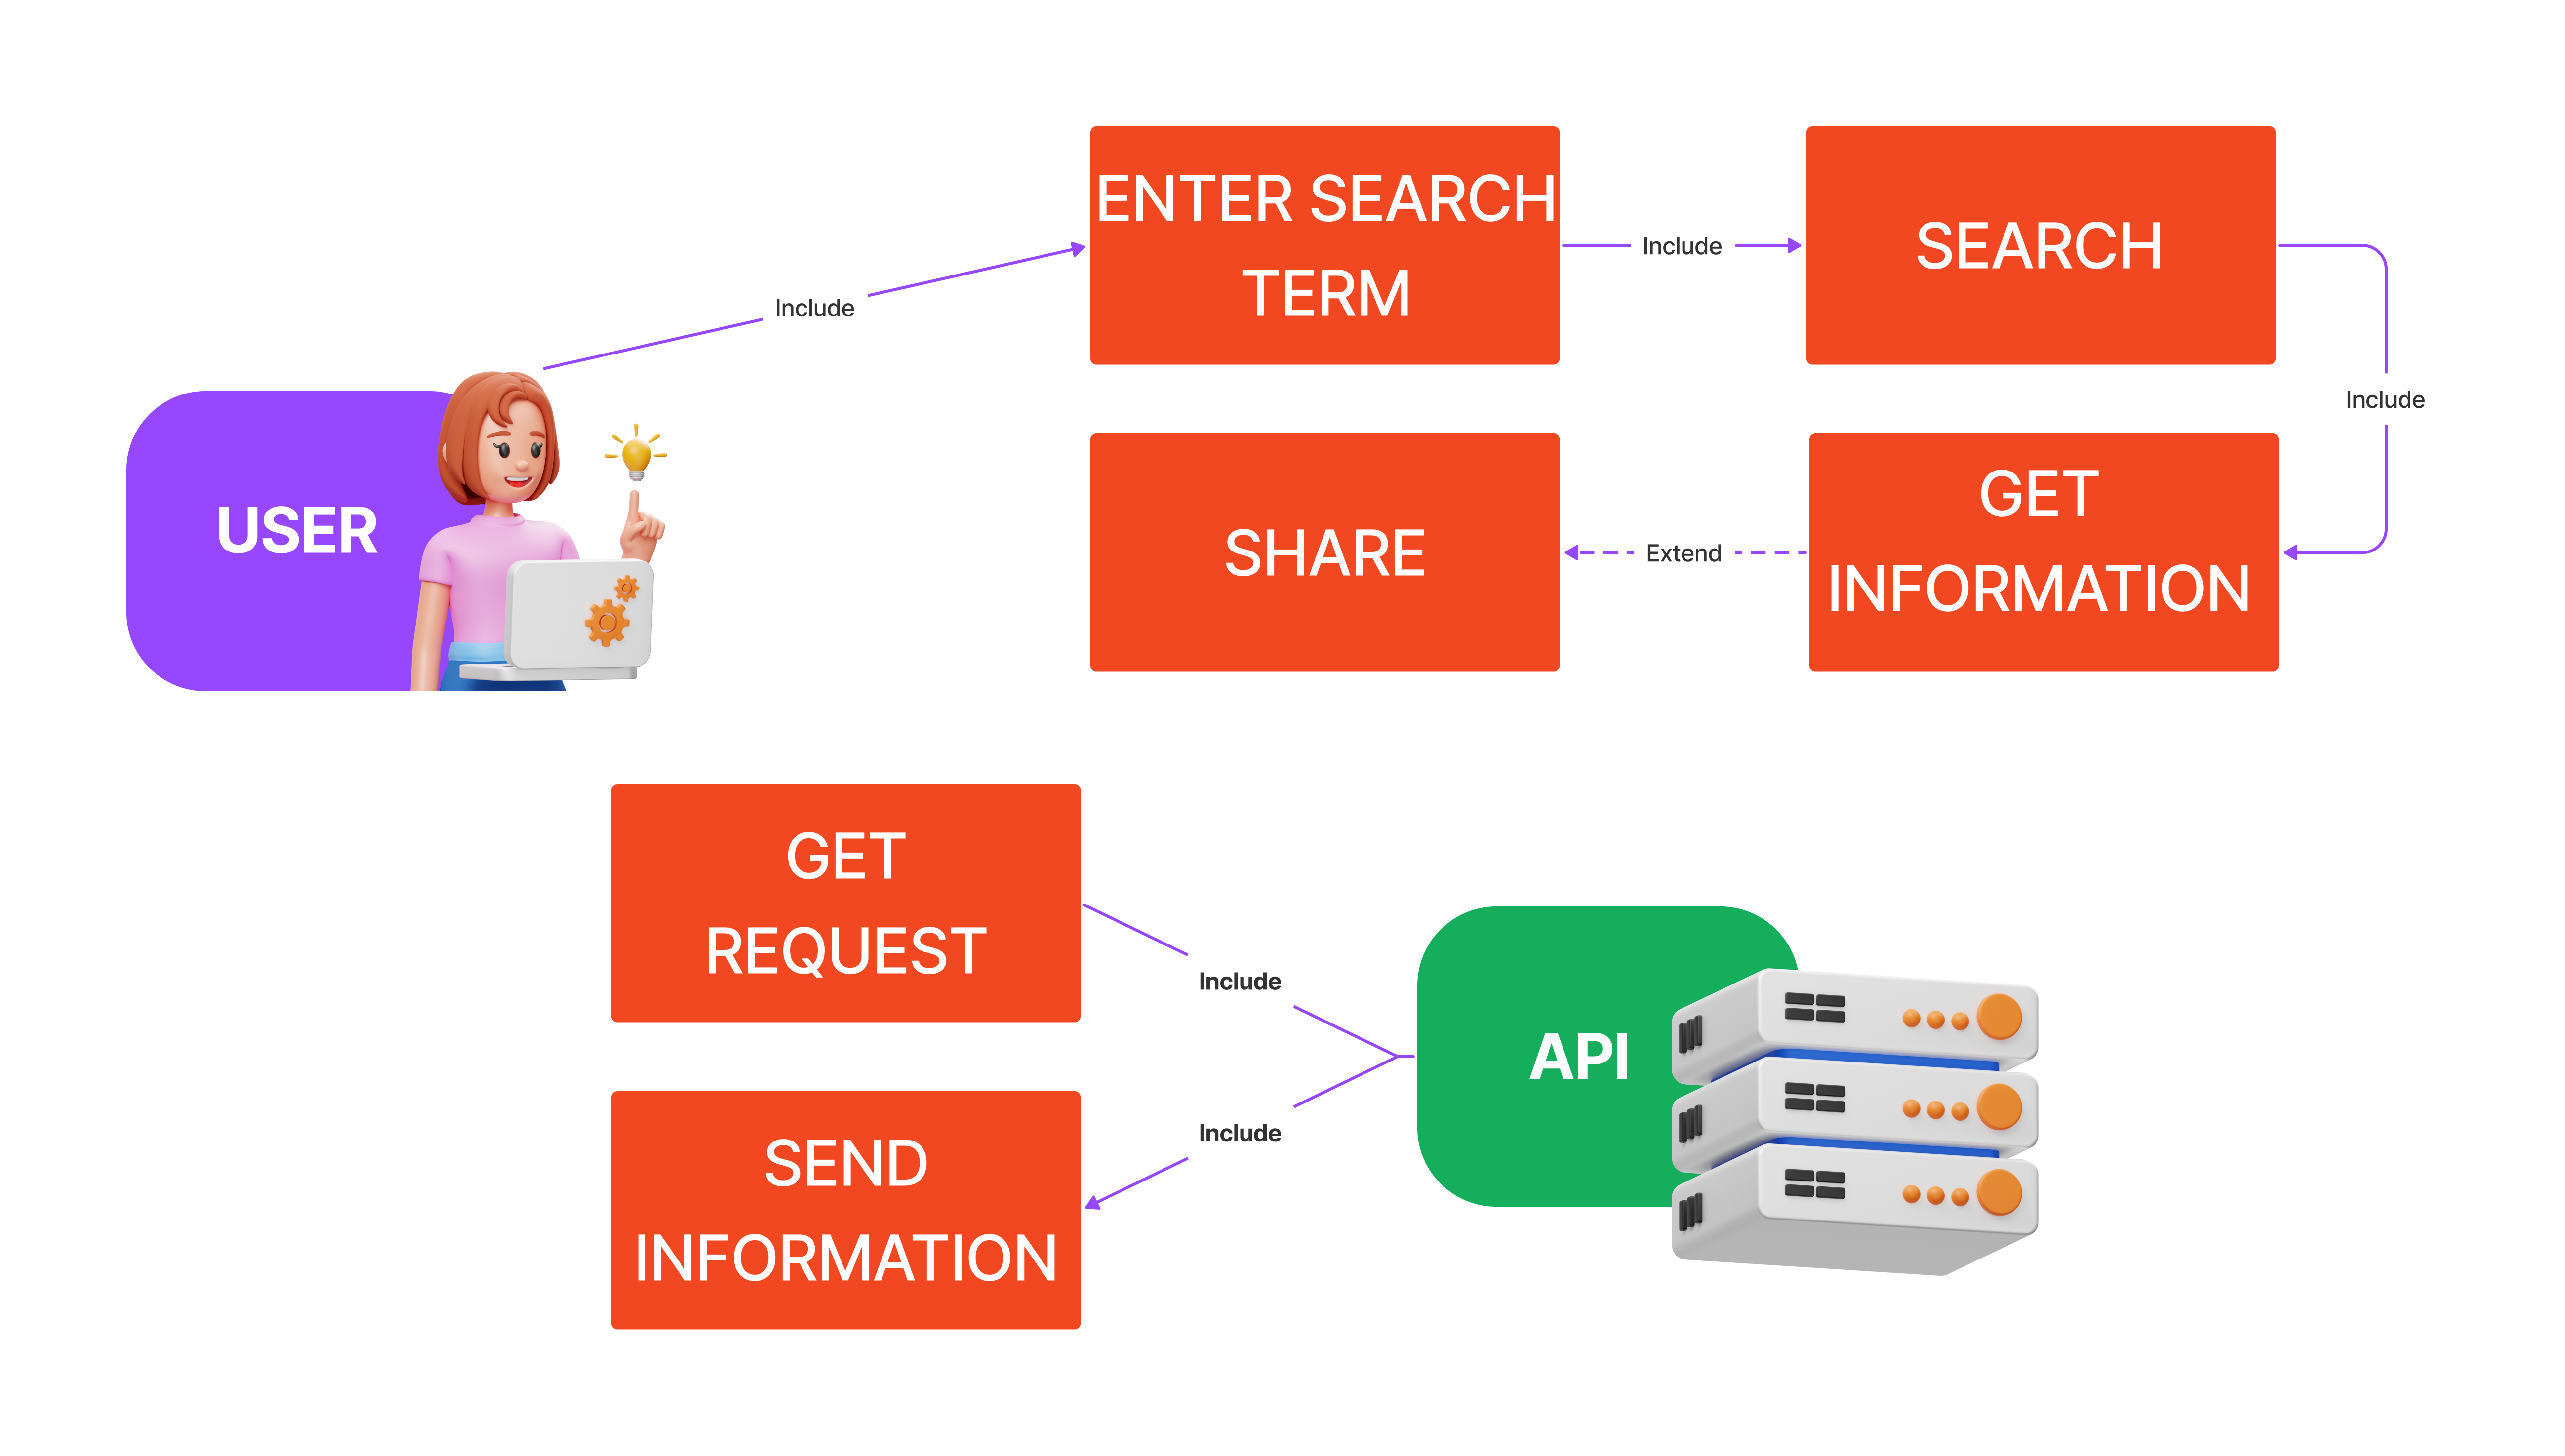 ENTER SEARCH
TERM
Include
SEARCH
Include
Include
USER
SHARE
Extend
GET
INFORMATION
GET
REQUEST
Include
API
Include
SEND
INFORMATION